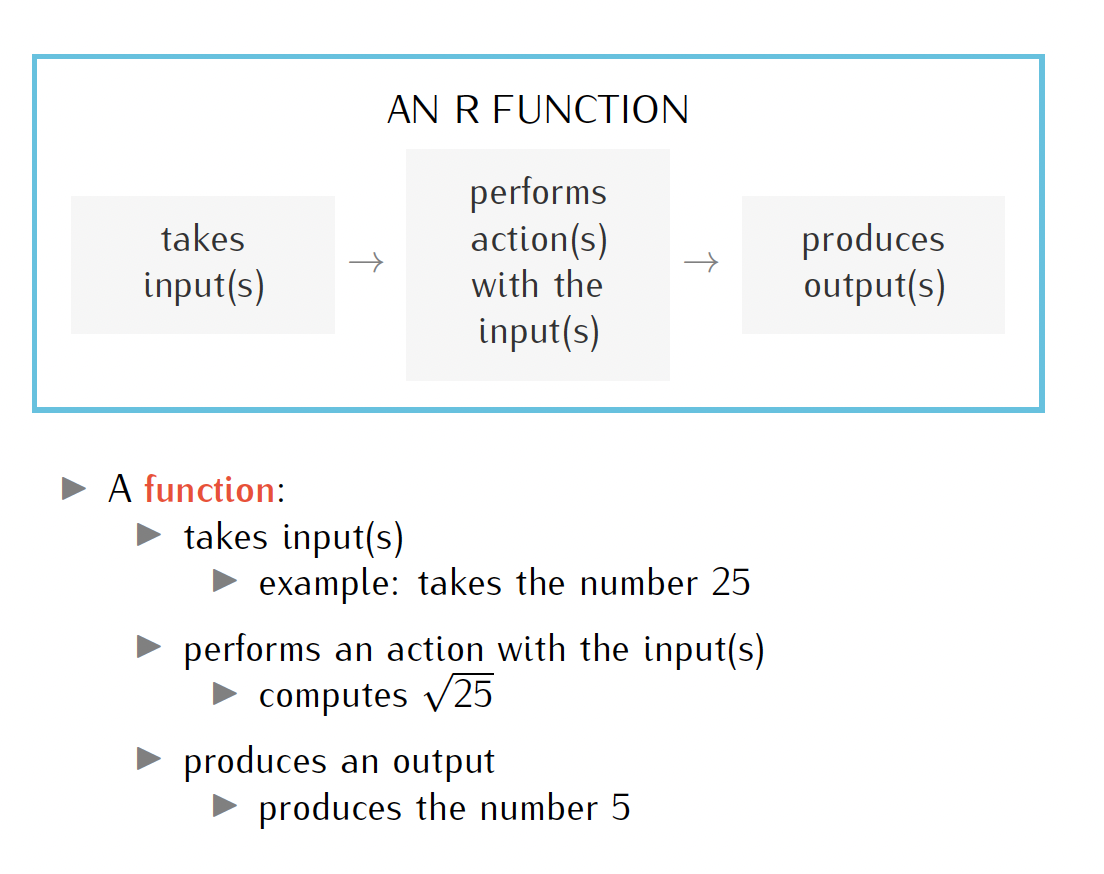 AN R FUNCTION
takes
input(s)
→
performs
action(s)
with the
input(s)
→
produces
output(s)
▶ A function:
▶ takes input(s)
▶ example: takes the number 25
▶ performs an action with the input(s)
▶ computes √25
▶ produces an output
▶ produces the number 5